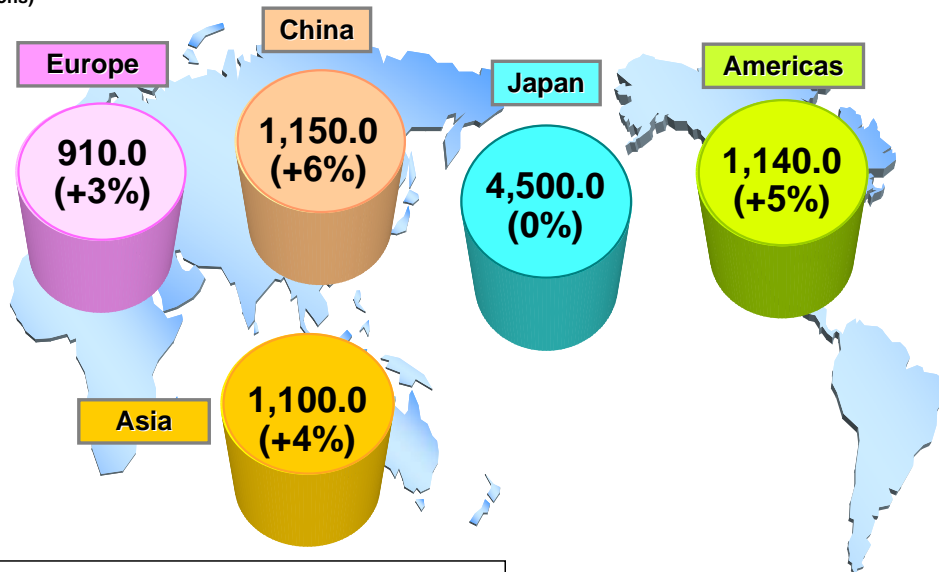 Europe
910.0
(+3%)
China
1,150.0
(+6%)
Japan
4,500.0
(0%)
Americas
1,140.0
(+5%)
Asia
1,100.0
(+4%)